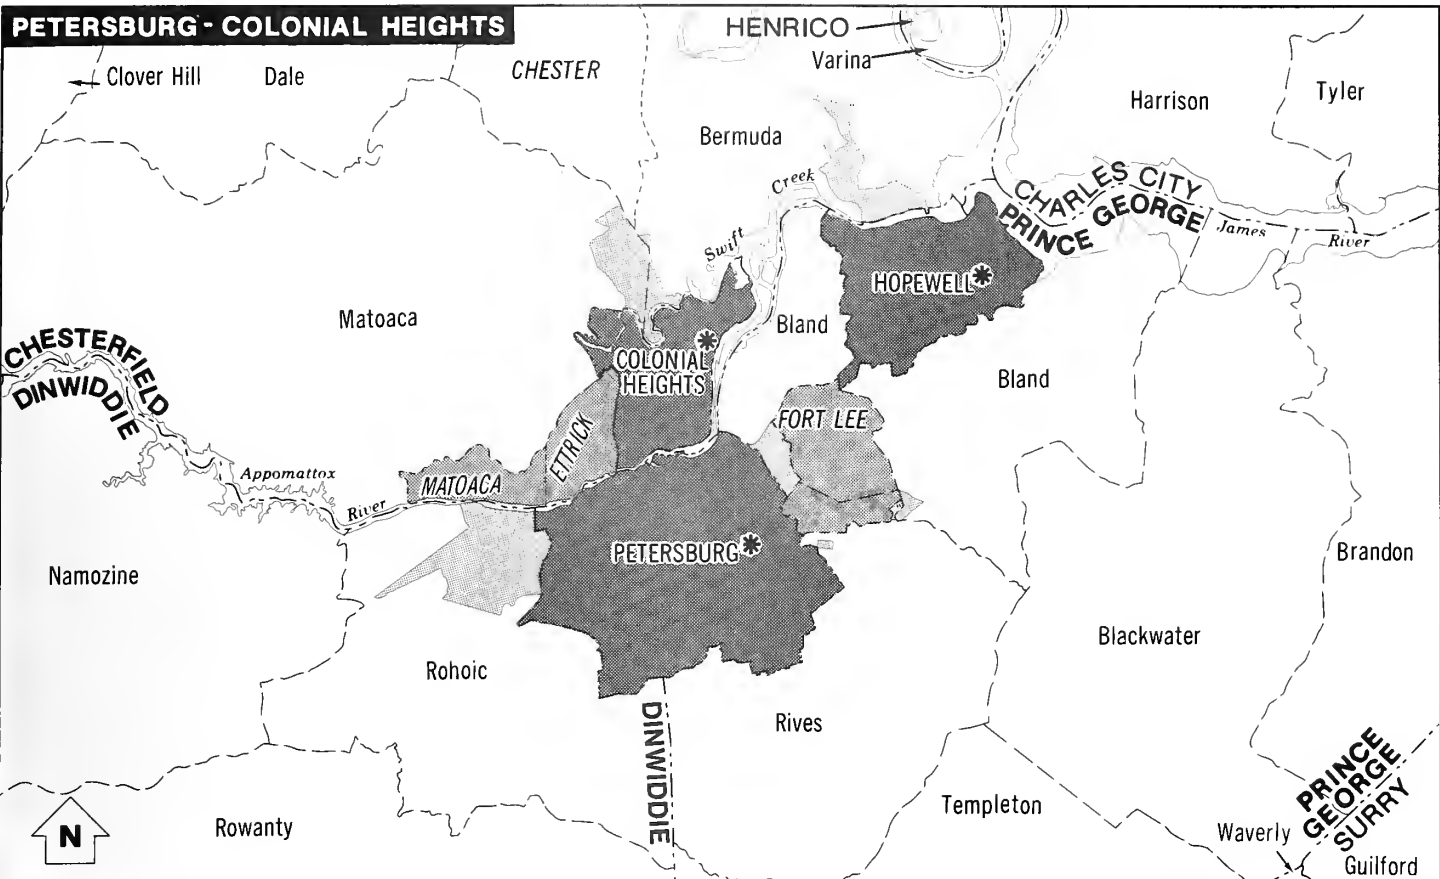 PETERSBURG - COLONIAL HEIGHTS
HENRICO
Varina
Clover Hill
Dale
CHESTER
Harrison
Tyler
Bermuda
Creek
Swift
CHARLES CITY
PRINCE GEORGE
James
River
HOPEWELL
Matoaca
Bland
COLONIAL
HEIGHTS
CHESTERFIELD
DINWIDDIE
Bland
FORT LEE
ETTRICK
MATOACA
Appomattox
River
PETERSBURG
Namozine
Brandon
Blackwater
Rohoic
Rives
DINWIDDIE
Templeton
Rowanty
N
PRINCE
GEORGE
SURRY
Waverly
Guilford